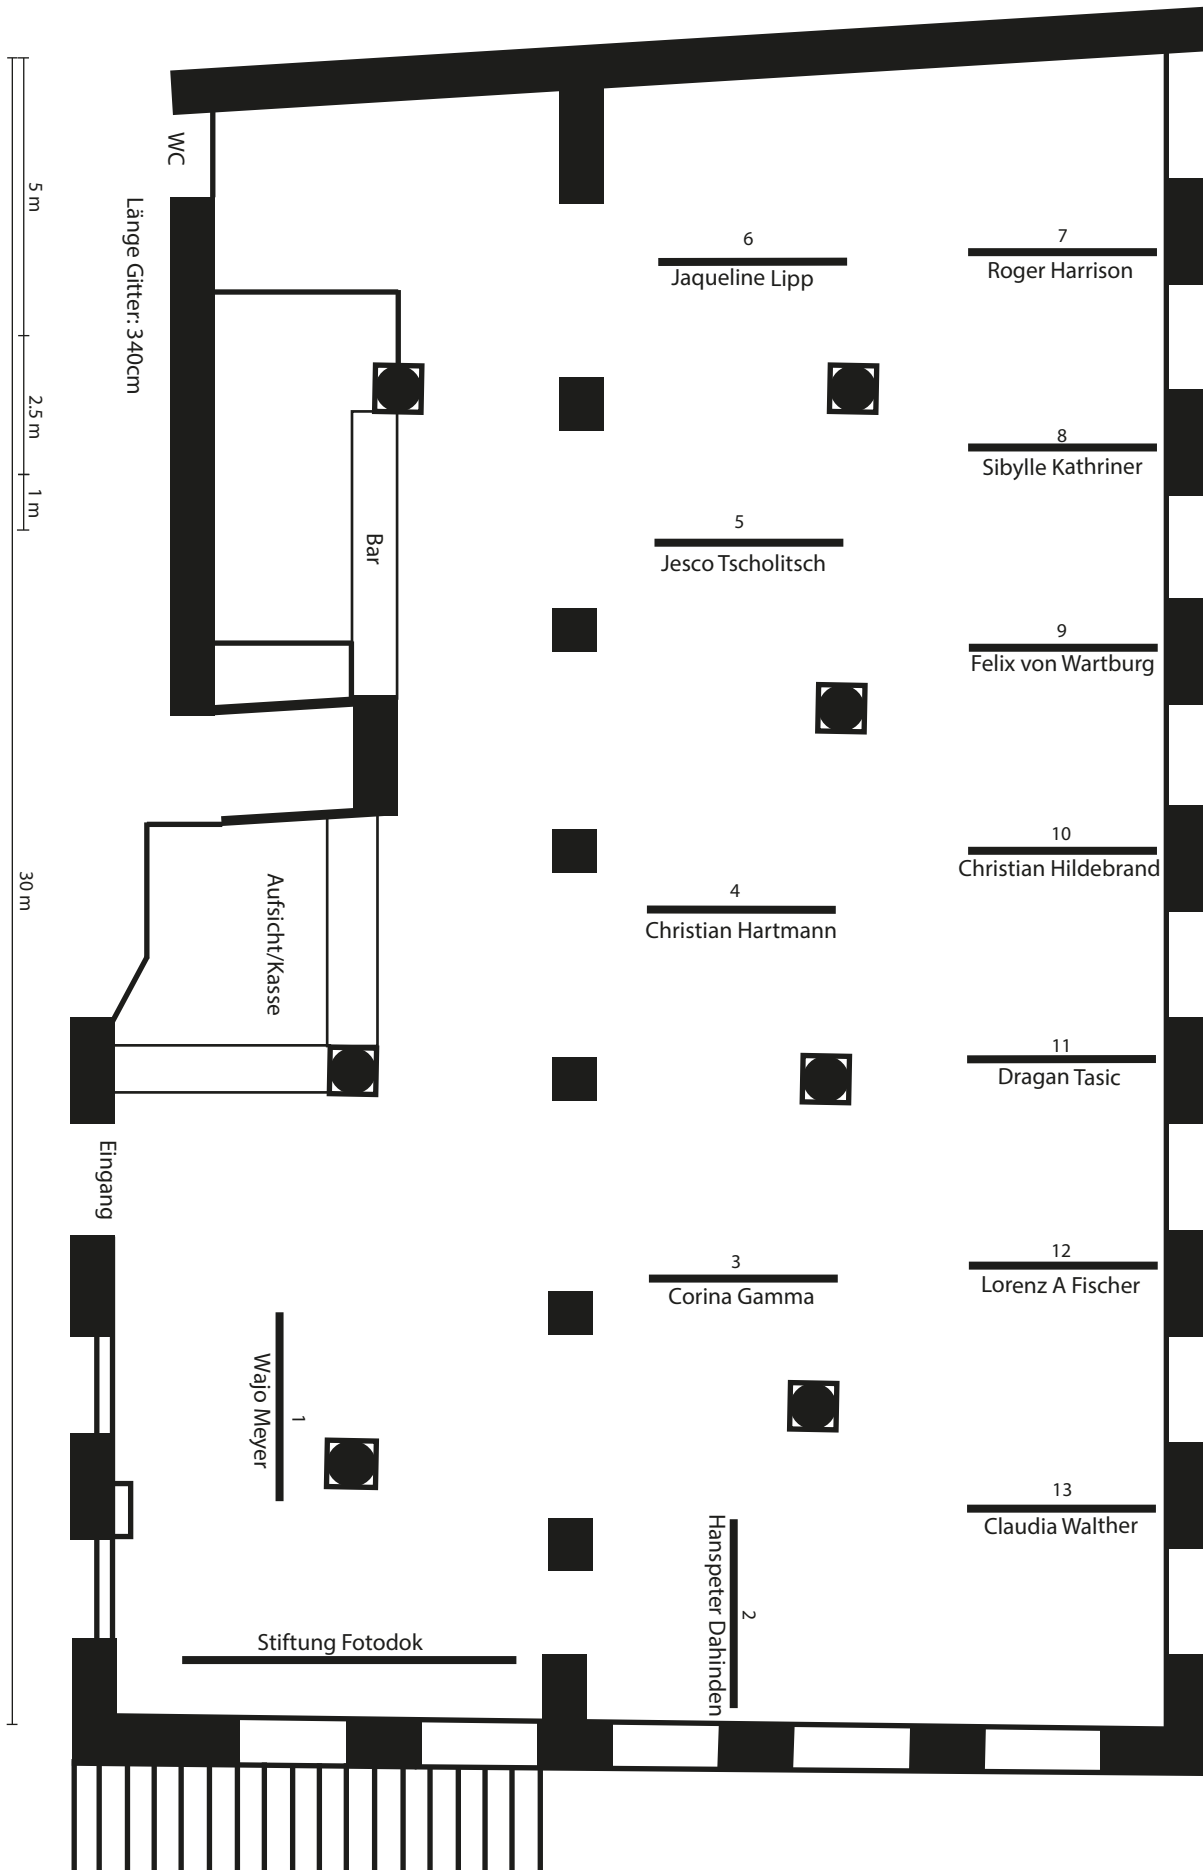 WC
Länge Gitter: 340cm
5 m
2.5 m
1 m
30 m
Bar
Aufsicht/Kasse
Eingang
6
Jaqueline Lipp
7
Roger Harrison
8
Sibylle Kathriner
5
Jesco Tscholitsch
9
Felix von Wartburg
10
Christian Hildebrand
4
Christian Hartmann
11
Dragan Tasic
12
Lorenz A Fischer
3
Corina Gamma
1
Wajo Meyer
13
Claudia Walther
2
Hanspeter Dahinden
Stiftung Fotodok